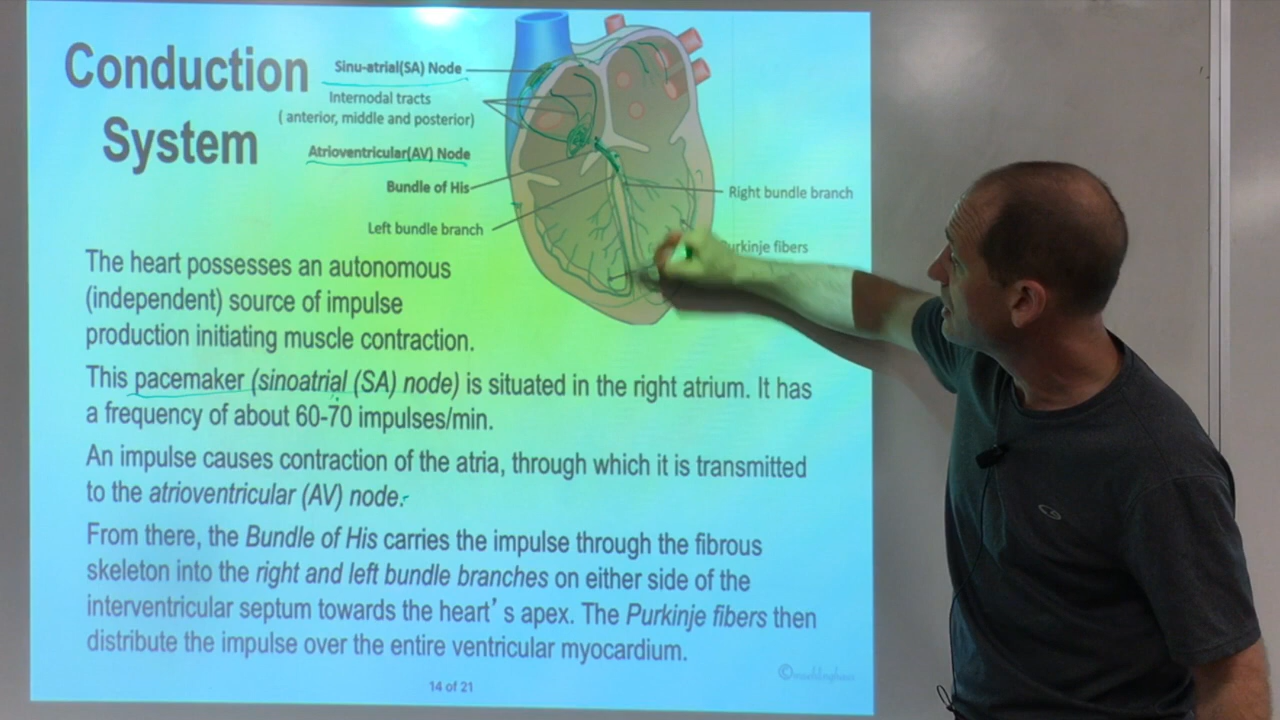 Conduction
System
Sinu-atrial(SA) Node
Internodal tracts
( anterior, middle and posterior)
Atrioventricular(AV) Node
Bundle of His
Left bundle branch
Right bundle branch
urkinje fibers
The heart possesses an autonomous
(independent) source of impulse
production initiating muscle contraction.
This pacemaker (sinoatrial (SA) node) is situated in the right atrium. It has
a frequency of about 60-70 impulses/min.
An impulse causes contraction of the atria, through which it is transmitted
to the atrioventricular (AV) node.
From there, the Bundle of His carries the impulse through the fibrous
skeleton into the right and left bundle branches on either side of the
interventricular septum towards the heart's apex. The Purkinje fibers then
distribute the impulse over the entire ventricular myocardium.
14 of 21